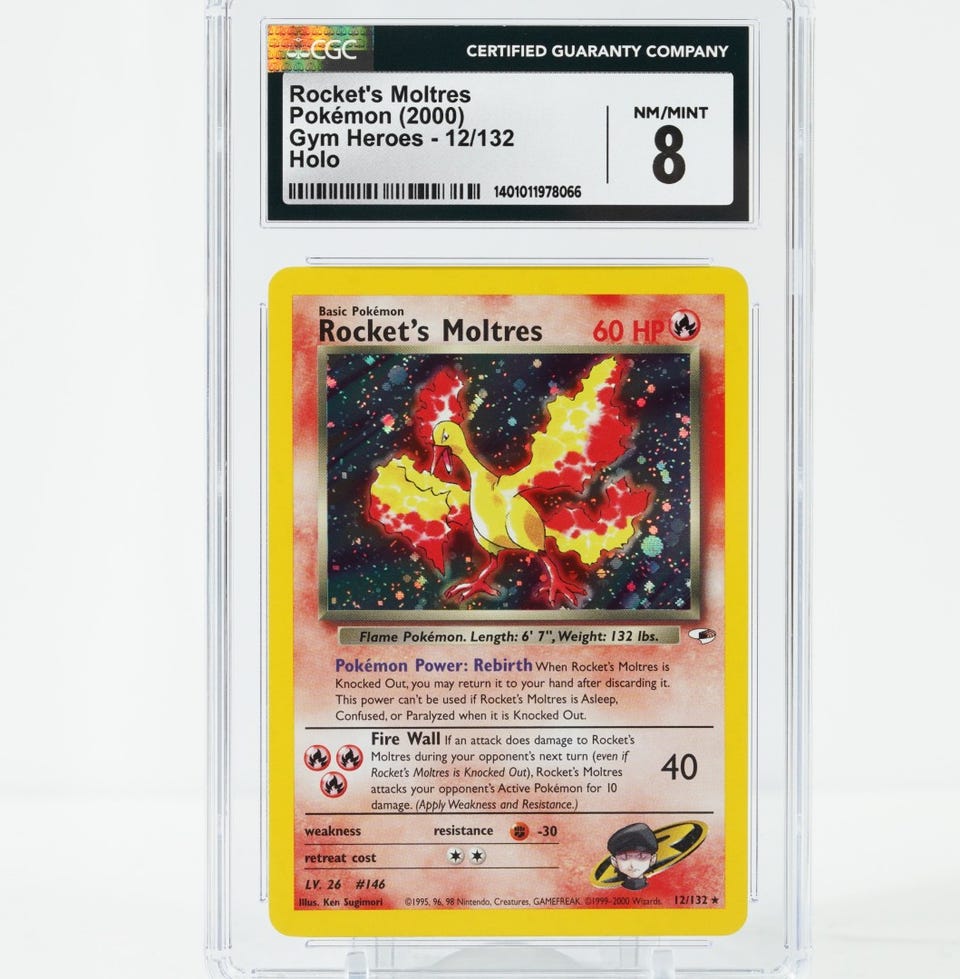 CGC
CERTIFIED GUARANTY COMPANY
Rocket's Moltres
Pokémon (2000)
Gym Heroes - 12/132
Holo
NM/MINT
8
1401011978066
Basic Pokémon
Rocket's Moltres
60 HP
Flame Pokémon. Length: 6' 7", Weight: 132 lbs.
Pokémon Power: Rebirth When Rocket's Moltres is
Knocked Out, you may return it to your hand after discarding it.
This power can't be used if Rocket's Moltres is Asleep,
Confused, or Paralyzed when it is Knocked Out.
Fire Wall If an attack does damage to Rocket's
Moltres during your opponent's next turn (even if
Rocket's Moltres is Knocked Out), Rocket's Moltres
attacks your opponent's Active Pokémon for 10
damage. (Apply Weakness and Resistance.)
40
weakness
resistance -30
retreat cost
LV. 26 #146
Illus. Ken Sugimori
©1995, 96, 98 Nintendo, Creatures, GAMEFREAK. ©1999-2000 Wizards.
12/132 ★